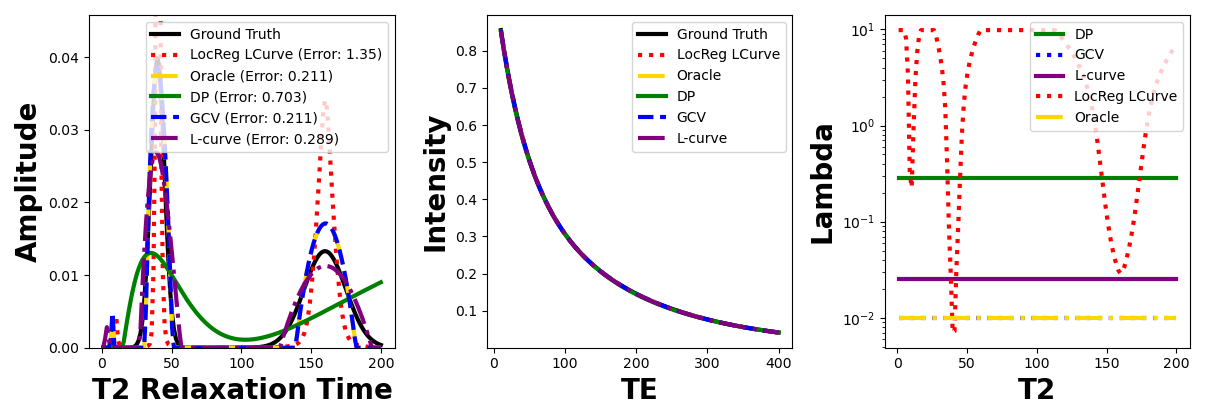 Amplitude
0.04
0.03
0.02
0.01
0.00
Ground Truth
LocReg LCurve (Error: 1.35)
Oracle (Error: 0.211)
DP (Error: 0.703)
GCV (Error: 0.211)
L-curve (Error: 0.289)
0 50 100 150 200
T2 Relaxation Time
Intensity
0.8
0.7
0.6
0.5
0.4
0.3
0.2
0.1
Ground Truth
LocReg LCurve
Oracle
DP
GCV
L-curve
0 100 200 300 400
TE
Lambda
10¹
10⁰
10⁻¹
10⁻²
DP
GCV
L-curve
LocReg LCurve
Oracle
0 50 100 150 200
T2